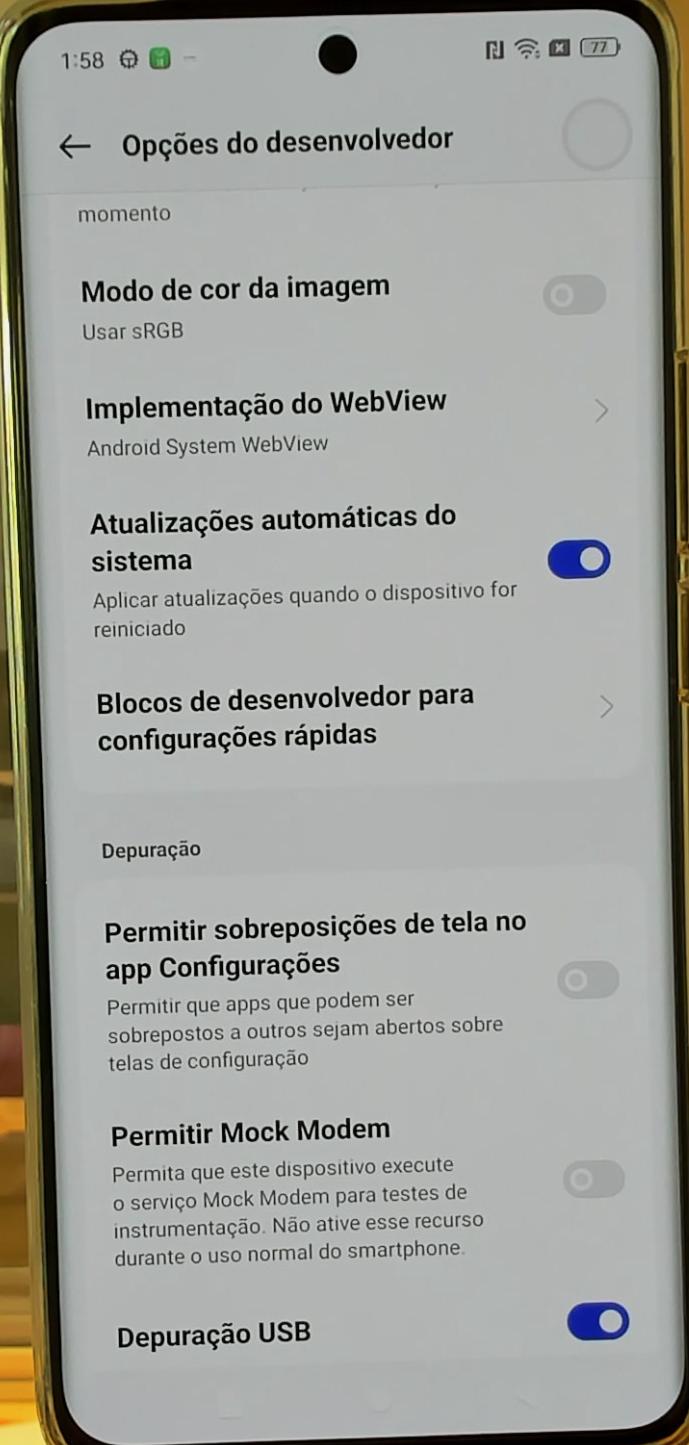 1:58
77
Opções do desenvolvedor
momento
Modo de cor da imagem
Usar sRGB
Implementação do WebView
Android System WebView
Atualizações automáticas do
sistema
Aplicar atualizações quando o dispositivo for
reiniciado
Blocos de desenvolvedor para
configurações rápidas
Depuração
Permitir sobreposições de tela no
app Configurações
Permitir que apps que podem ser
sobrepostos a outros sejam abertos sobre
telas de configuração
Permitir Mock Modem
Permita que este dispositivo execute
o serviço Mock Modem para testes de
instrumentação. Não ative esse recurso
durante o uso normal do smartphone.
Depuração USB